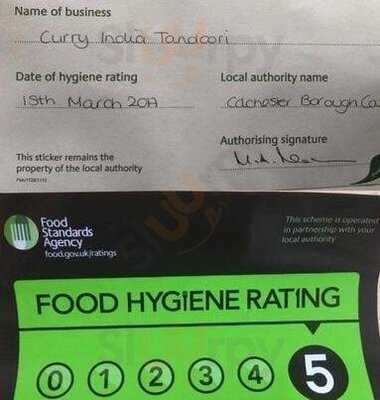 Name of business
Curry India Tandoori
Date of hygiene rating
Local authority name
15th March 2017
Colchester Borough Co
Authorising signature
This sticker remains the
property of the local authority
Food
Standards
Agency
food.gov.uk/ratings
This scheme is operated
in partnership with your
local authority
FOOD HYGIENE RATING
0 1 2 3 4 5